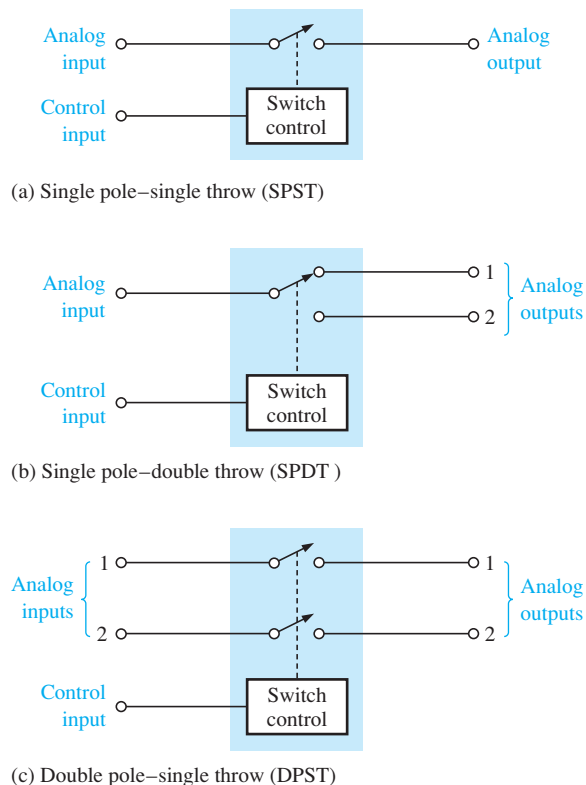 Analog
input
Analog
output
Control
input
Switch
control
(a) Single pole–single throw (SPST)
Analog
input
1
2
Analog
outputs
Control
input
Switch
control
(b) Single pole–double throw (SPDT )
Analog
inputs
1
2
1
2
Analog
outputs
Control
input
Switch
control
(c) Double pole–single throw (DPST)